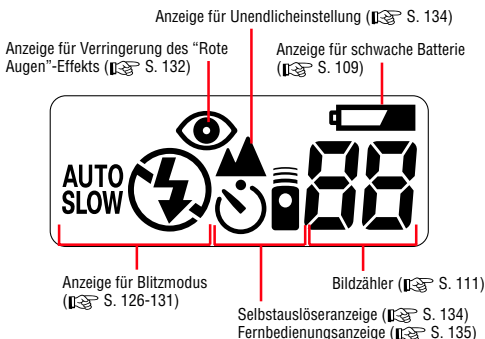 Anzeige für Unendlicheinstellung (☞ S. 134)
Anzeige für Verringerung des “Rote
Augen”-Effekts (☞ S. 132)
Anzeige für schwache Batterie
(☞ S. 109)
AUTO
SLOW
88
Anzeige für Blitzmodus
(☞ S. 126-131)
Bildzähler (☞ S. 111)
Selbstauslöseranzeige (☞ S. 134)
Fernbedienungsanzeige (☞ S. 135)